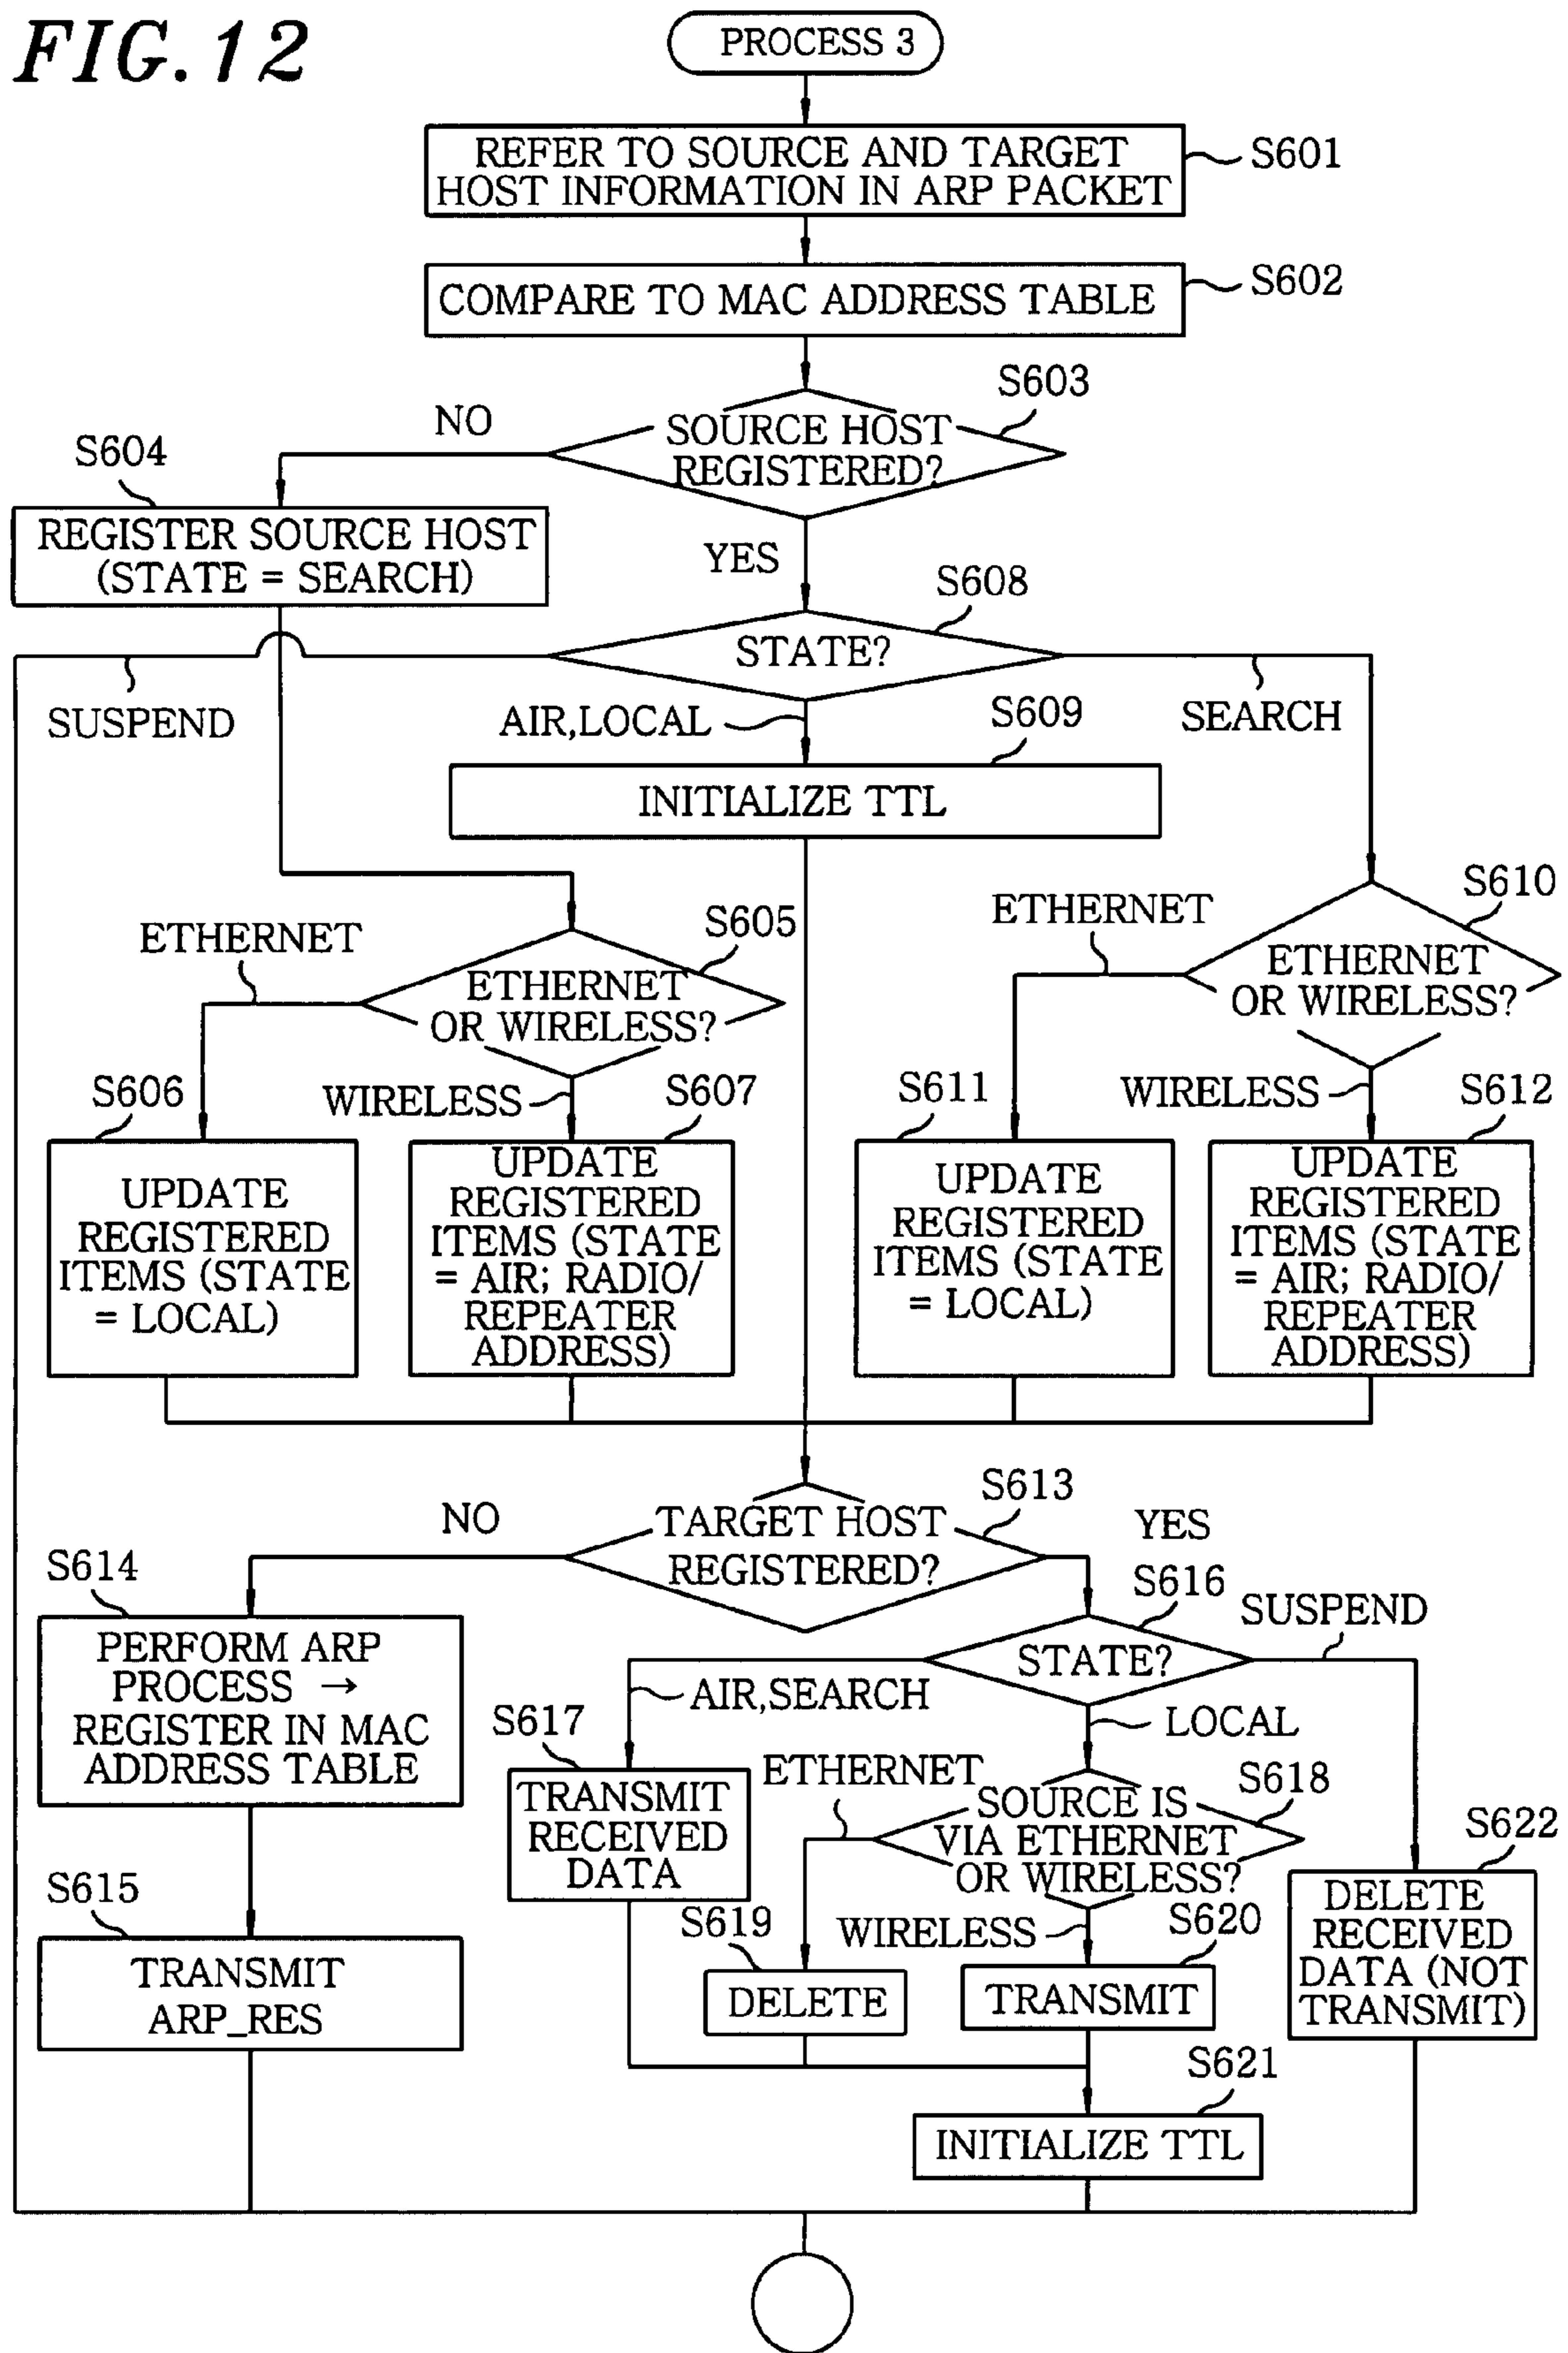 FIG. 12
PROCESS 3
REFER TO SOURCE AND TARGET
HOST INFORMATION IN ARP PACKET
S601
COMPARE TO MAC ADDRESS TABLE
S602
S603
NO
SOURCE HOST
REGISTERED?
S604
REGISTER SOURCE HOST
(STATE = SEARCH)
YES
S608
STATE?
SUSPEND
AIR,LOCAL
S609
SEARCH
INITIALIZE TTL
S610
ETHERNET
ETHERNET
OR WIRELESS?
S605
ETHERNET
ETHERNET
OR WIRELESS?
S606
WIRELESS
S607
S611
WIRELESS
S612
UPDATE
REGISTERED
ITEMS (STATE
= LOCAL)
UPDATE
REGISTERED
ITEMS (STATE
= AIR; RADIO/
REPEATER
ADDRESS)
UPDATE
REGISTERED
ITEMS (STATE
= LOCAL)
UPDATE
REGISTERED
ITEMS (STATE
= AIR; RADIO/
REPEATER
ADDRESS)
S613
NO
TARGET HOST
REGISTERED?
YES
S614
PERFORM ARP
PROCESS →
REGISTER IN MAC
ADDRESS TABLE
S615
TRANSMIT
ARP_RES
S616
STATE?
SUSPEND
AIR,SEARCH
LOCAL
S617
TRANSMIT
RECEIVED
DATA
ETHERNET
S618
SOURCE IS
VIA ETHERNET
OR WIRELESS?
S619
DELETE
WIRELESS
S620
TRANSMIT
S622
DELETE
RECEIVED
DATA (NOT
TRANSMIT)
S621
INITIALIZE TTL